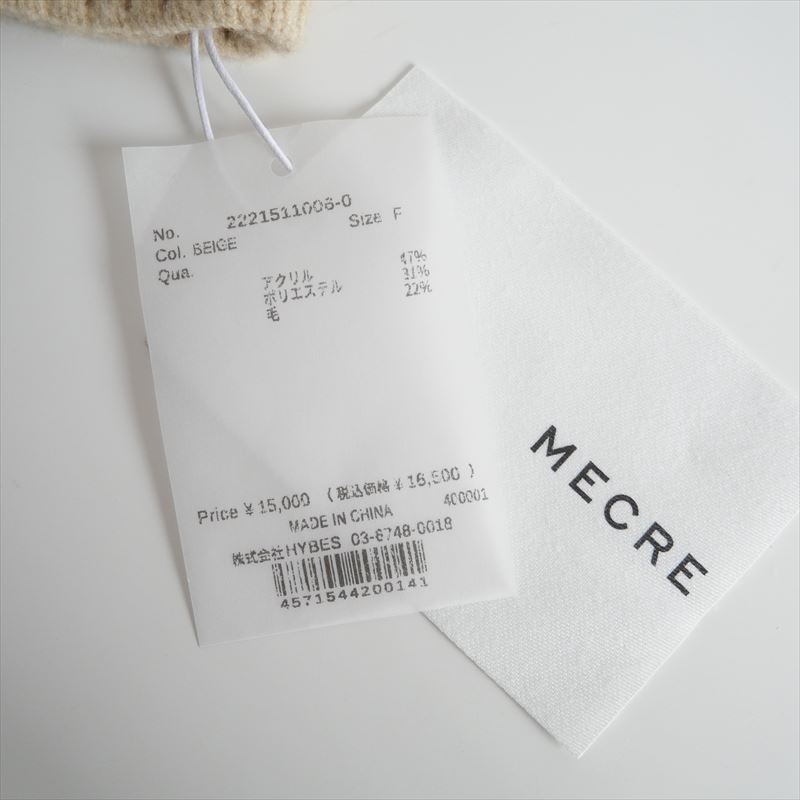 No. 2221511006-0
Size F
Col. BEIGE
Qua.
アクリル 47%
ポリエステル 31%
毛 22%
Price ¥15,000 (税込価格 ¥16,500)
MADE IN CHINA 400001
株式会社HYBES 03-6748-0018
4571544200141
MECRE